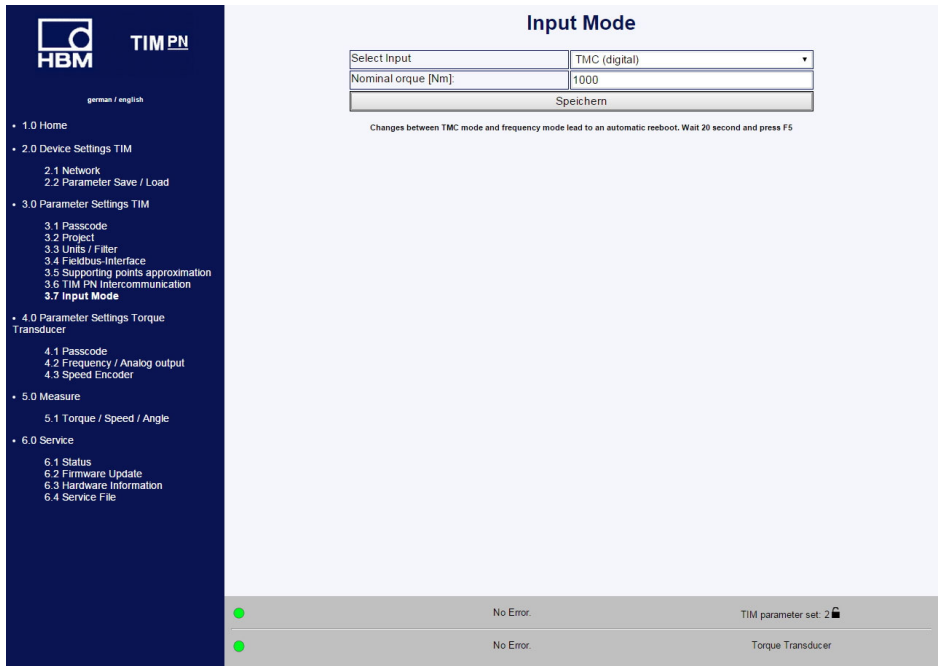 HBM
TIM PN
german / english
• 1.0 Home
• 2.0 Device Settings TIM
2.1 Network
2.2 Parameter Save / Load
• 3.0 Parameter Settings TIM
3.1 Passcode
3.2 Project
3.3 Units / Filter
3.4 Fieldbus-Interface
3.5 Supporting points approximation
3.6 TIM PN Intercommunication
3.7 Input Mode
• 4.0 Parameter Settings Torque
Transducer
4.1 Passcode
4.2 Frequency / Analog output
4.3 Speed Encoder
• 5.0 Measure
5.1 Torque / Speed / Angle
• 6.0 Service
6.1 Status
6.2 Firmware Update
6.3 Hardware Information
6.4 Service File
Input Mode
Select Input TMC (digital)
Nominal orque [Nm]: 1000
Speichern
Changes between TMC mode and frequency mode lead to an automatic reeboot. Wait 20 second and press F5
No Error. TIM parameter set: 2
No Error. Torque Transducer